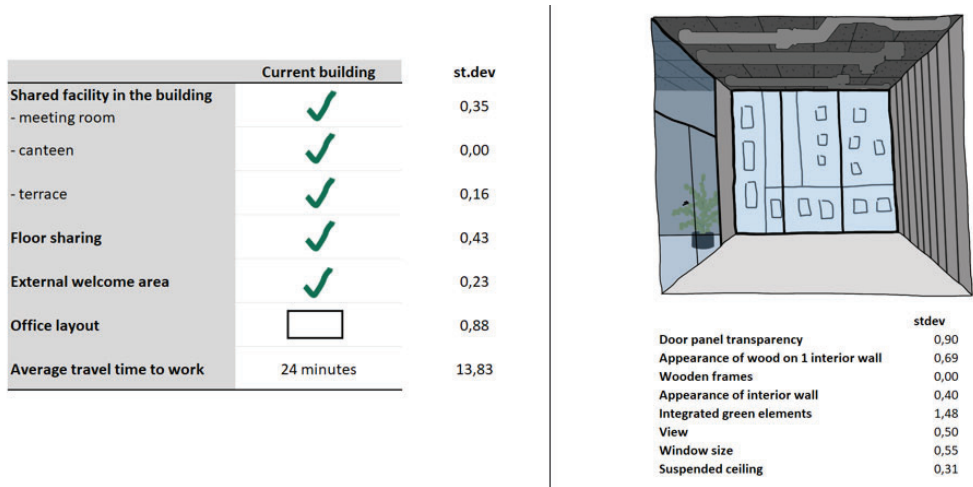 Current building st.dev
Shared facility in the building
- meeting room 0,35
- canteen 0,00
- terrace 0,16
Floor sharing 0,43
External welcome area 0,23
Office layout 0,88
Average travel time to work 24 minutes 13,83
stdev
Door panel transparency 0,90
Appearance of wood on 1 interior wall 0,69
Wooden frames 0,00
Appearance of interior wall 0,40
Integrated green elements 1,48
View 0,50
Window size 0,55
Suspended ceiling 0,31